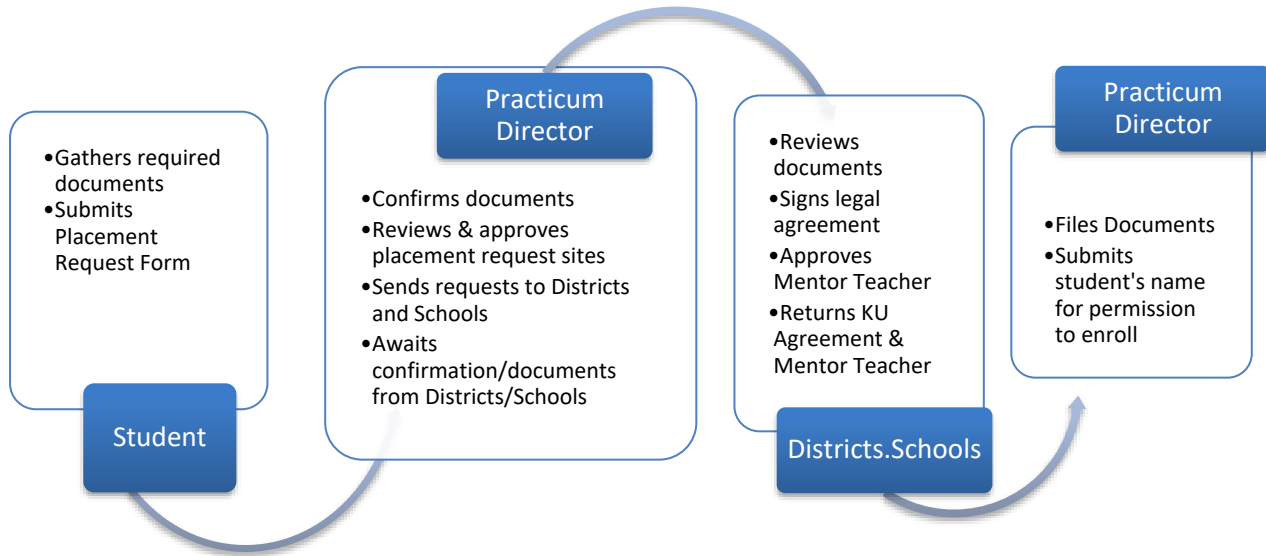 •Gathers required
documents
•Submits
Placement
Request Form
Student
Practicum
Director
•Confirms documents
•Reviews & approves
placement request sites
•Sends requests to Districts
and Schools
•Awaits
confirmation/documents
from Districts/Schools
•Reviews
documents
•Signs legal
agreement
•Approves
Mentor Teacher
•Returns KU
Agreement &
Mentor Teacher
Districts.Schools
Practicum
Director
•Files Documents
•Submits
student's name
for permission
to enroll